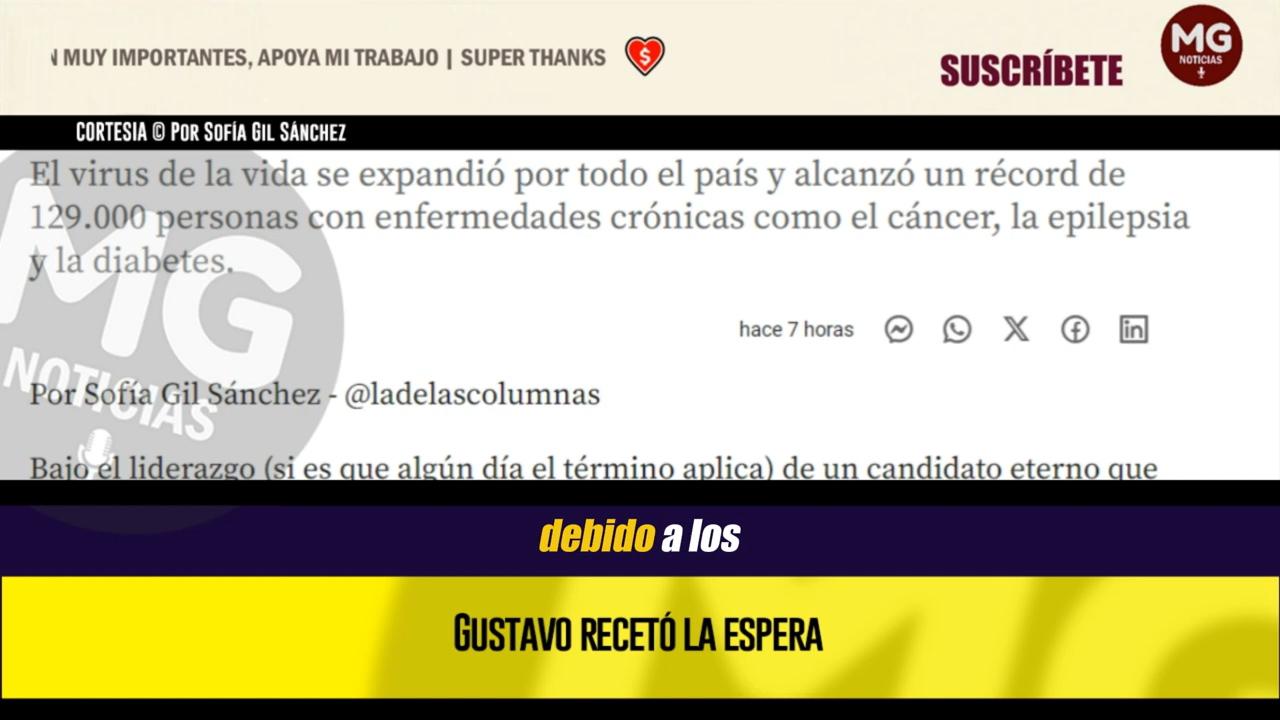 N MUY IMPORTANTES, APOYA MI TRABAJO | SUPER THANKS
SUSCRÍBETE
MG
NOTICIAS
CORTESIA © POR SOFÍA GIL SÁNCHEZ
El virus de la vida se expandió por todo el país y alcanzó un récord de
129.000 personas con enfermedades crónicas como el cáncer, la epilepsia
y la diabetes.
hace 7 horas
MG
NOTICIAS
Por Sofía Gil Sánchez - @ladelascolumnas
Bajo el liderazgo (si es que algún día el término aplica) de un candidato eterno que
debido a los
GUSTAVO RECETÓ LA ESPERA